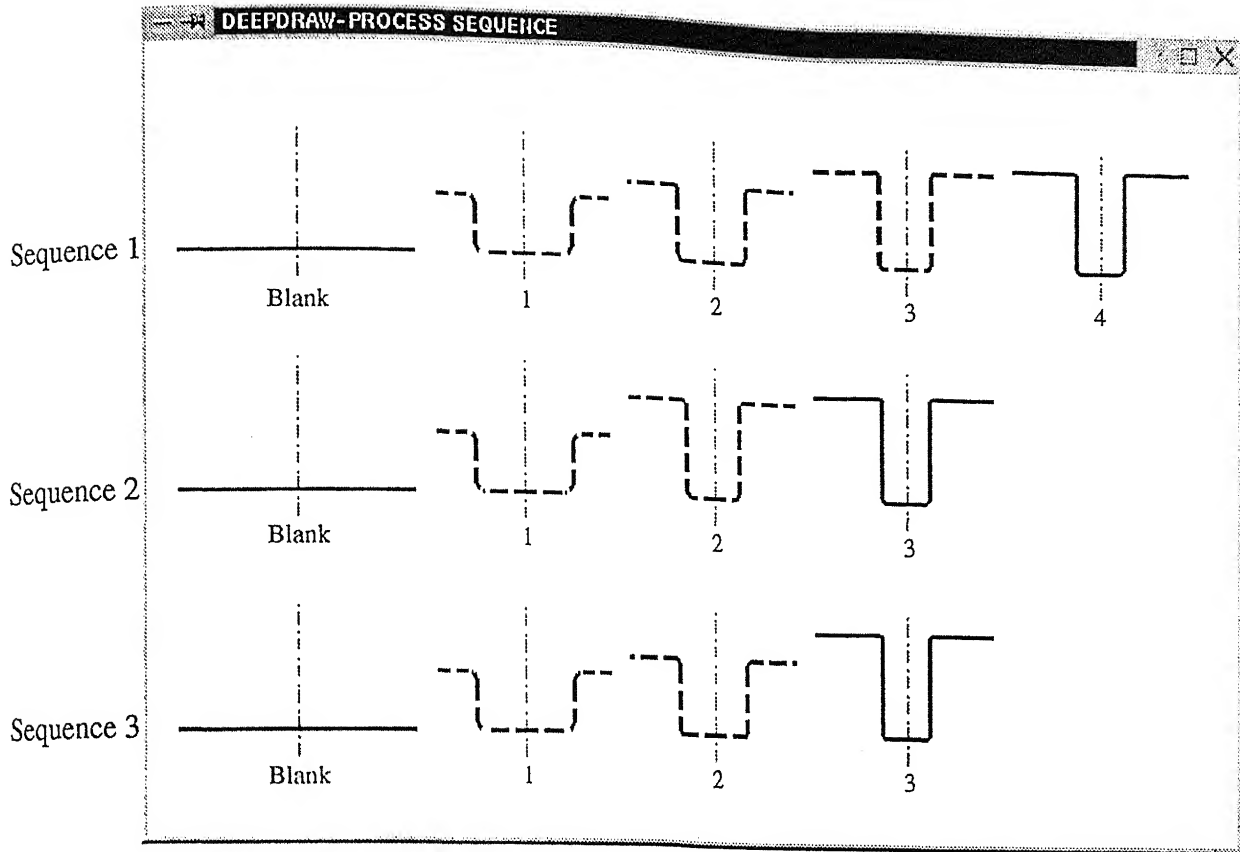 DEEPDRAW-PROCESS SEQUENCE
Sequence 1
Blank
1
2
3
4
Sequence 2
Blank
1
2
3
Sequence 3
Blank
1
2
3